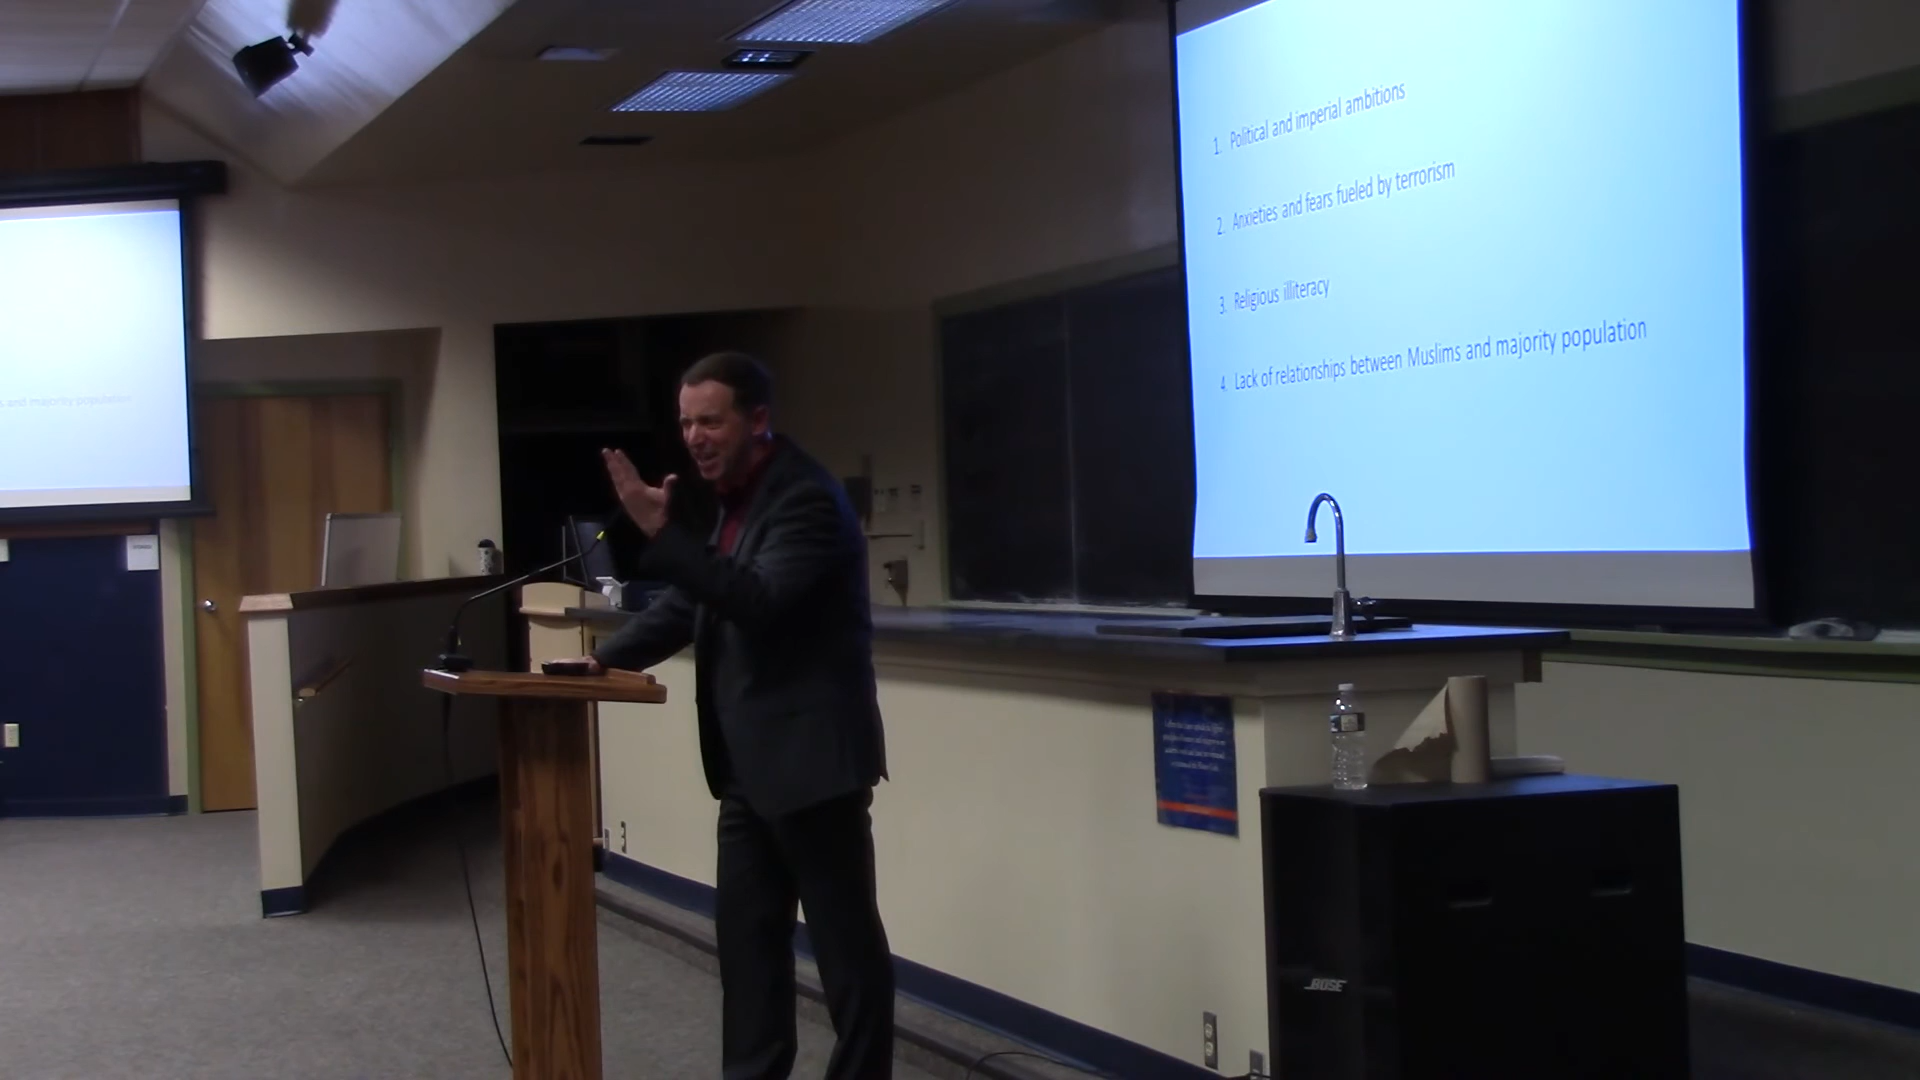 1. Political and imperial ambitions
2. Anxieties and fears fueled by terrorism
3. Religious illiteracy
4. Lack of relationships between Muslims and majority population
s and majority population
BOSE